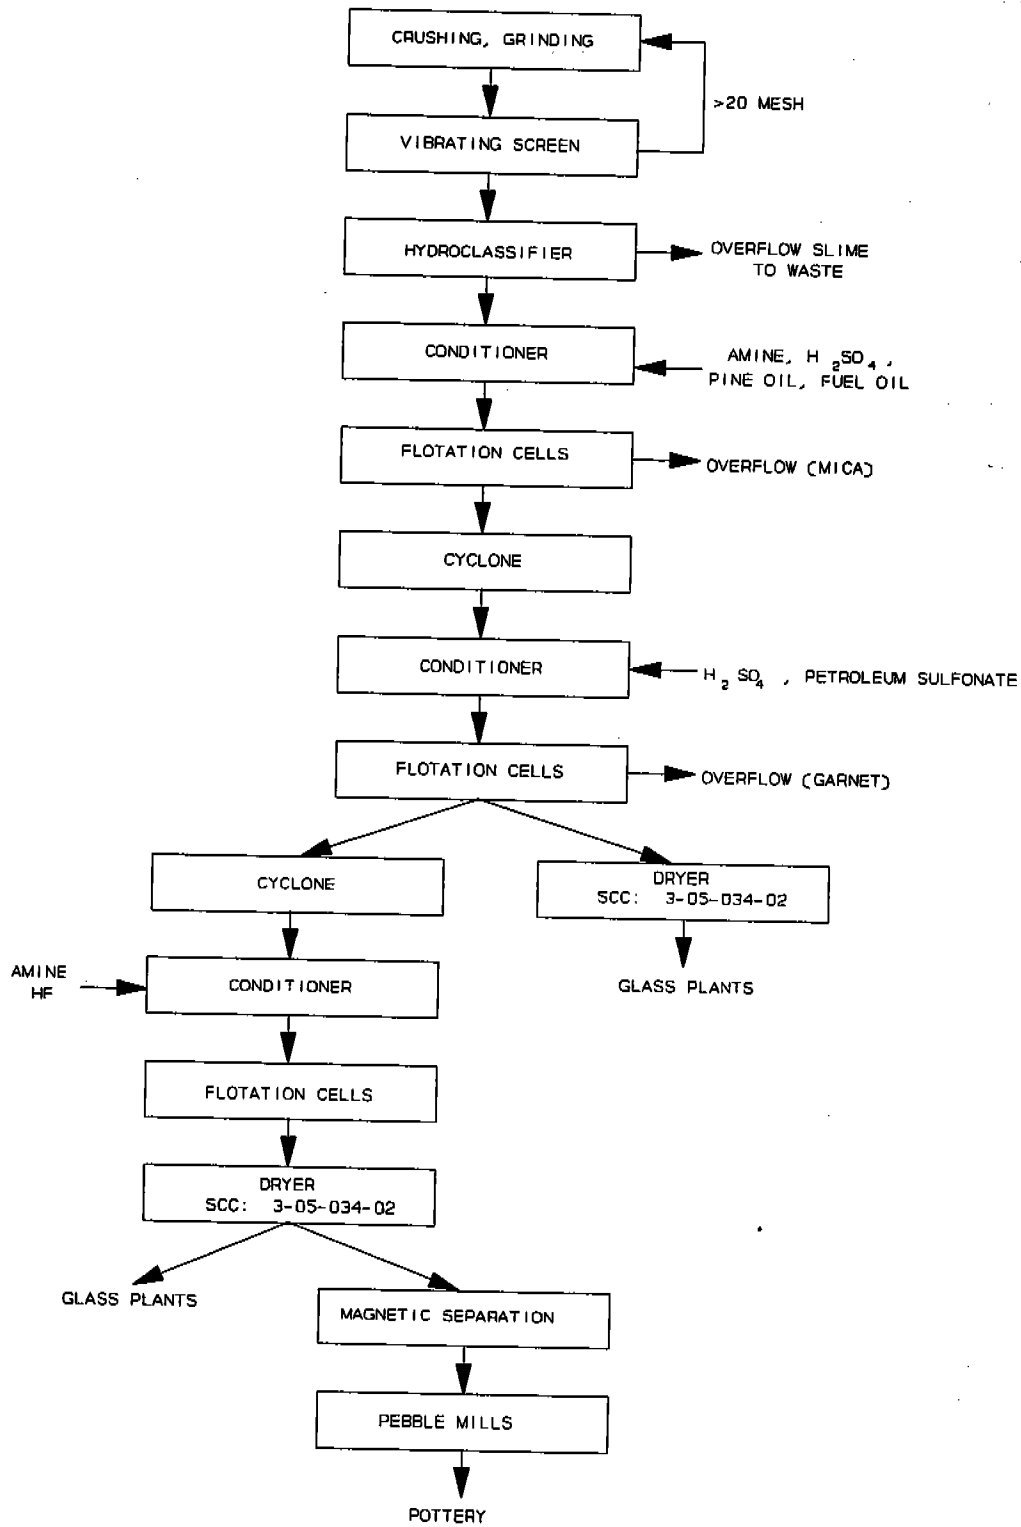 CRUSHING, GRINDING
>20 MESH
VIBRATING SCREEN
HYDROCLASSIFIER
OVERFLOW SLIME
TO WASTE
CONDITIONER
AMINE, H2SO4,
PINE OIL, FUEL OIL
FLOTATION CELLS
OVERFLOW (MICA)
CYCLONE
CONDITIONER
H2SO4, PETROLEUM SULFONATE
FLOTATION CELLS
OVERFLOW (GARNET)
CYCLONE
DRYER
SCC: 3-05-034-02
AMINE
HF
CONDITIONER
GLASS PLANTS
FLOTATION CELLS
DRYER
SCC: 3-05-034-02
GLASS PLANTS
MAGNETIC SEPARATION
PEBBLE MILLS
POTTERY